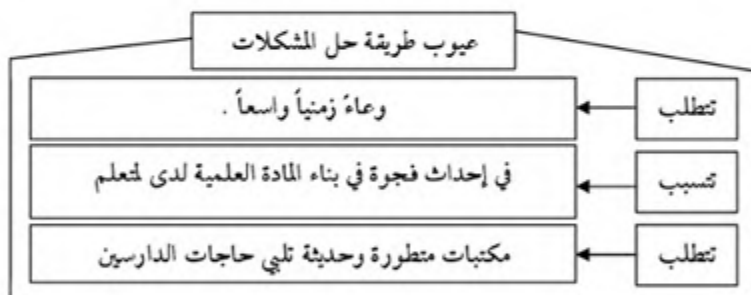 عيوب طريقة حل المشكلات
تتطلب
وعاءً زمنياً واسعاً .
تتسبب
في إحداث فجوة في بناء المادة العلمية لدى لمتعلم
تتطلب
مكتبات متطورة وحديثة تلبي حاجات الدارسين